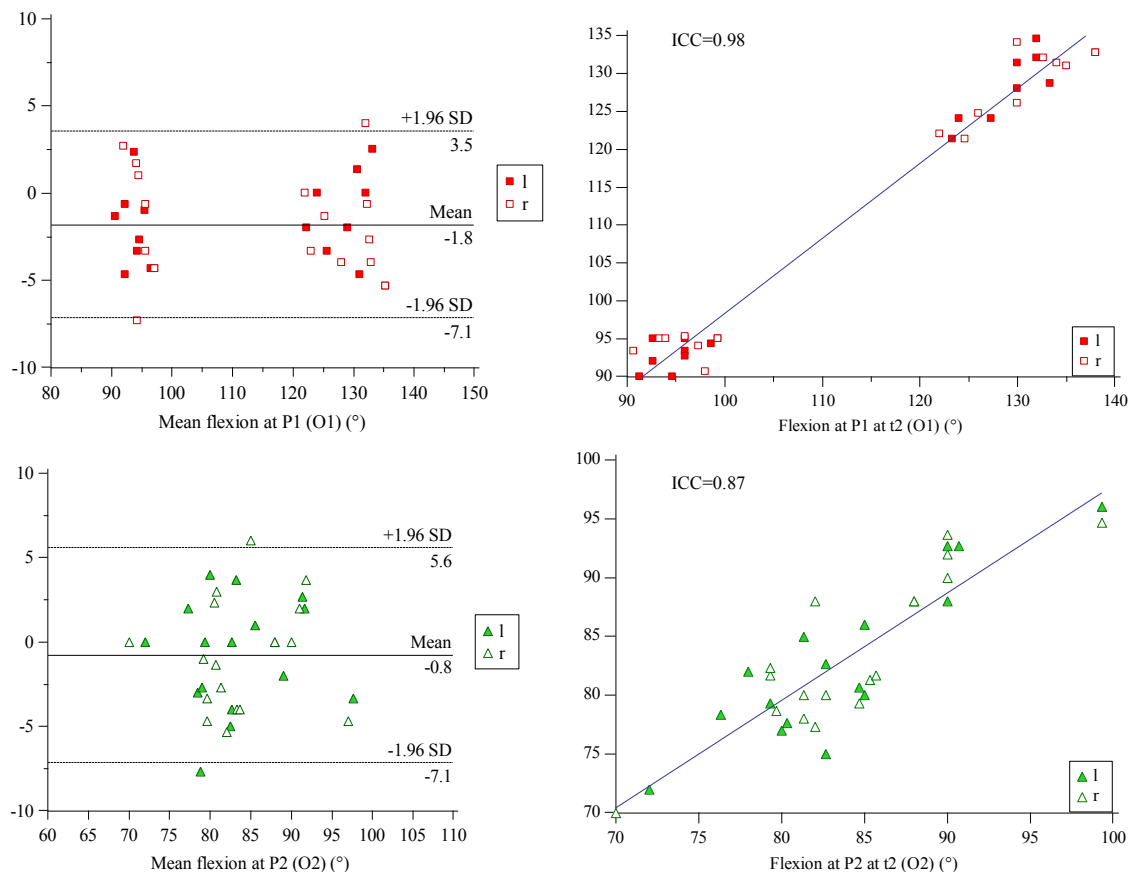 10
5
0
-5
-10
+1.96 SD
3.5
Mean
-1.8
-1.96 SD
-7.1
l
r
80 90 100 110 120 130 140 150
Mean flexion at P1 (O1) (°)
ICC=0.98
135
130
125
120
115
110
105
100
95
90
l
r
90 100 110 120 130 140
Flexion at P1 at t2 (O1) (°)
10
5
0
-5
-10
+1.96 SD
5.6
Mean
-0.8
-1.96 SD
-7.1
l
r
60 65 70 75 80 85 90 95 100 105 110
Mean flexion at P2 (O2) (°)
ICC=0.87
100
95
90
85
80
75
70
l
r
70 80 90 100
Flexion at P2 at t2 (O2) (°)